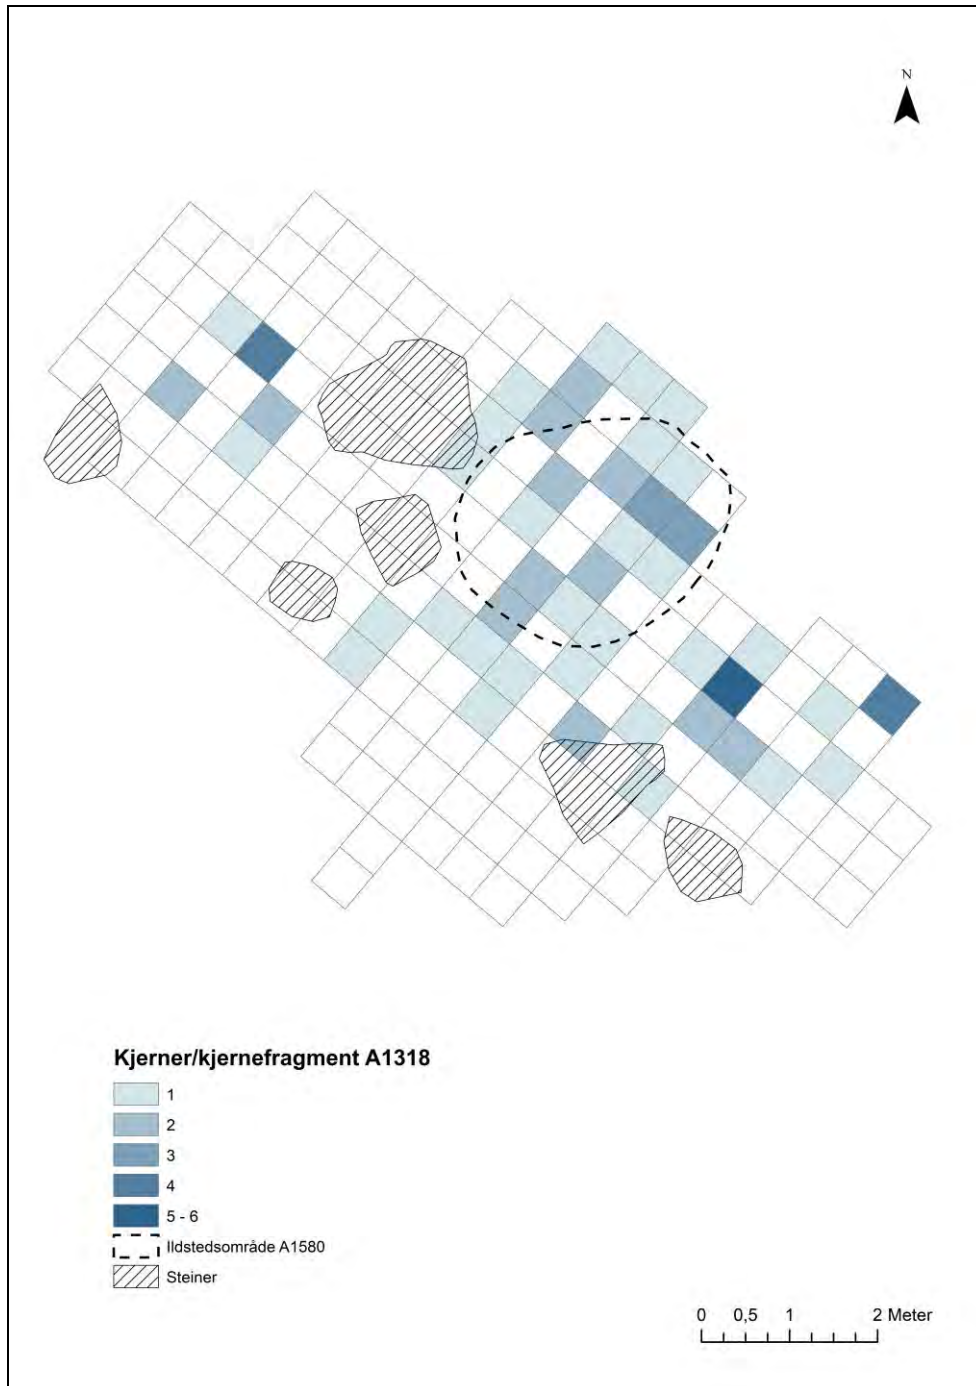 N
Kjerner/kjernefragment A1318
1
2
3
4
5 - 6
Ildstedsområde A1580
Steiner
0 0,5 1 2 Meter